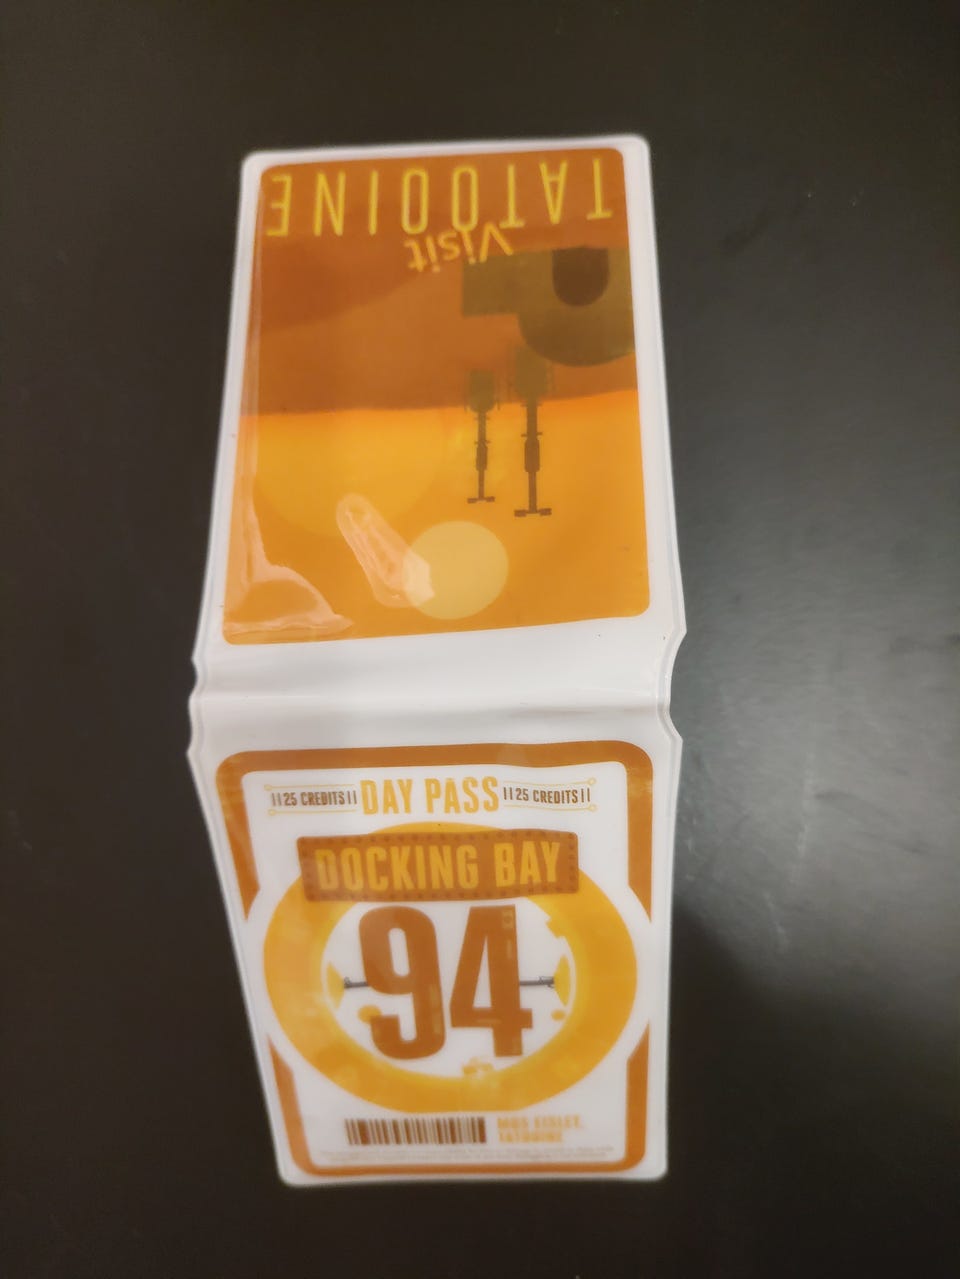 Visit
TATOOINE
||25 CREDITS|| DAY PASS ||25 CREDITS||
DOCKING BAY
94
MOS EISLEY,
TATOOINE